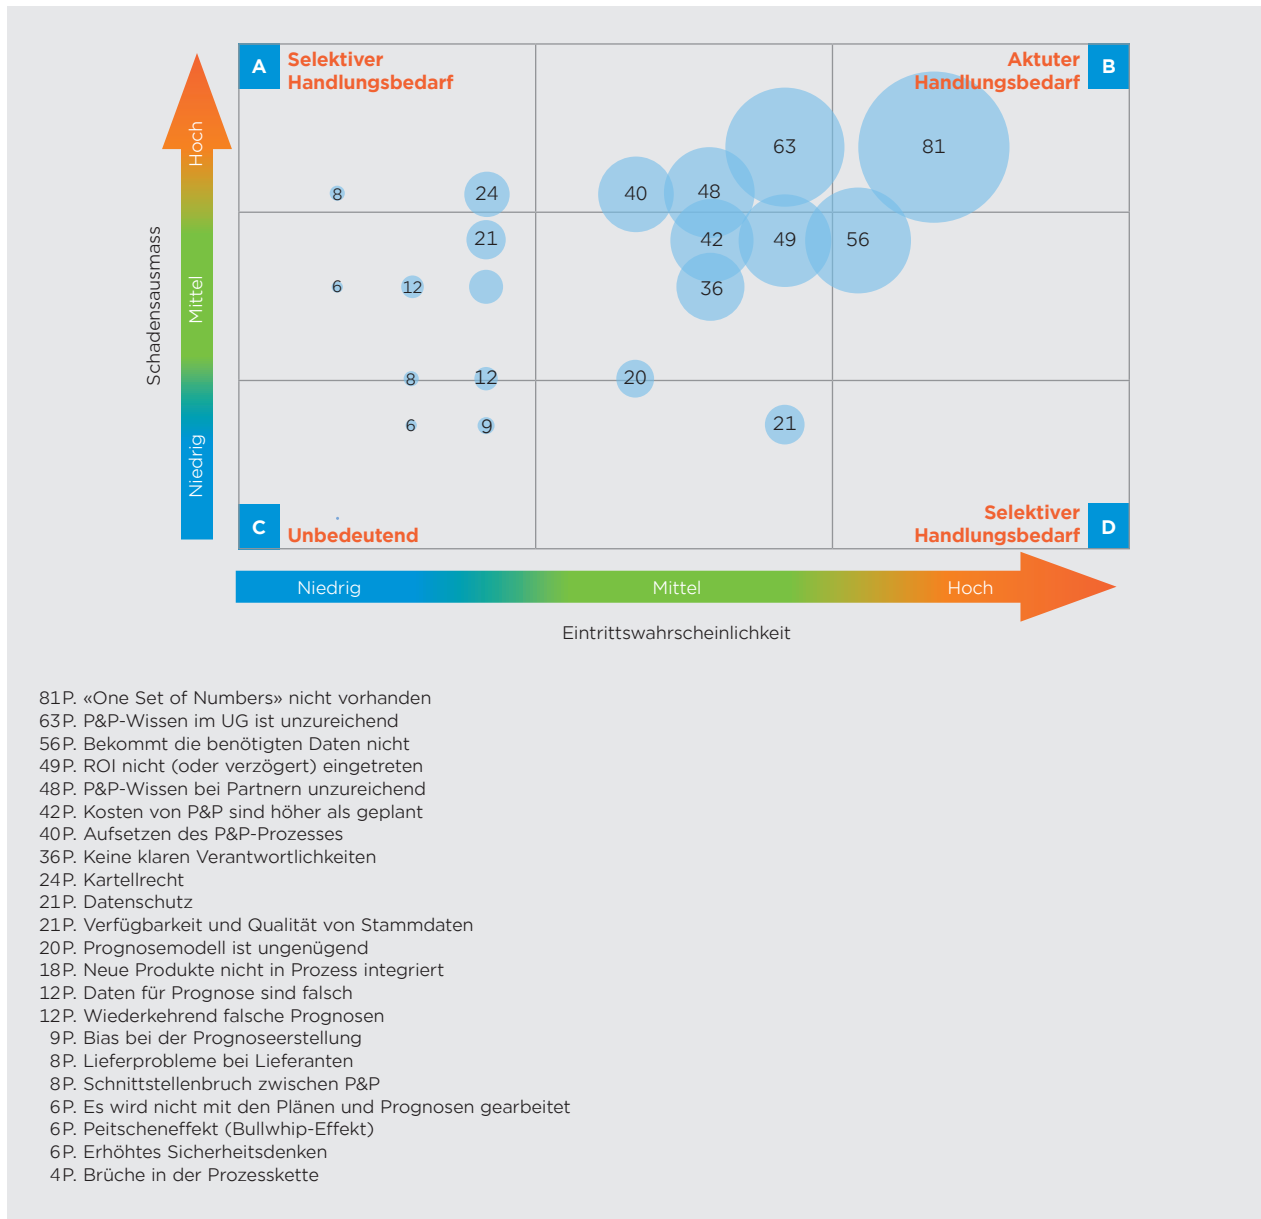 A
Selektiver
Handlungsbedarf
Aktuter
Handlungsbedarf
B
Hoch
Mittel
Niedrig
Schadensausmass
63
81
8
24
40
48
21
42
49
56
6
12
36
8
12
20
6
9
21
C
Unbedeutend
Selektiver
Handlungsbedarf
D
Niedrig
Mittel
Hoch
Eintrittswahrscheinlichkeit
81P. «One Set of Numbers» nicht vorhanden
63P. P&P-Wissen im UG ist unzureichend
56P. Bekommt die benötigten Daten nicht
49P. ROI nicht (oder verzögert) eingetreten
48P. P&P-Wissen bei Partnern unzureichend
42P. Kosten von P&P sind höher als geplant
40P. Aufsetzen des P&P-Prozesses
36P. Keine klaren Verantwortlichkeiten
24P. Kartellrecht
21P. Datenschutz
21P. Verfügbarkeit und Qualität von Stammdaten
20P. Prognosemodell ist ungenügend
18P. Neue Produkte nicht in Prozess integriert
12P. Daten für Prognose sind falsch
12P. Wiederkehrend falsche Prognosen
9P. Bias bei der Prognoseerstellung
8P. Lieferprobleme bei Lieferanten
8P. Schnittstellenbruch zwischen P&P
6P. Es wird nicht mit den Plänen und Prognosen gearbeitet
6P. Peitscheneffekt (Bullwhip-Effekt)
6P. Erhöhtes Sicherheitsdenken
4P. Brüche in der Prozesskette